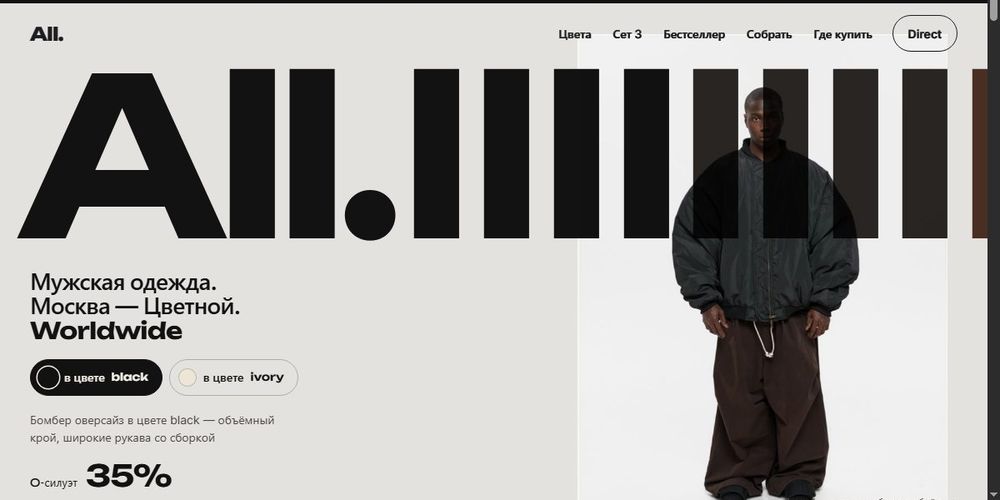 All.
Цвета Сет 3 Бестселлер Собрать Где купить Direct
All.
Мужская одежда.
Москва — Цветной.
Worldwide
в цвете black в цвете ivory
Бомбер оверсайз в цвете black — объёмный
крой, широкие рукава со сборкой
О-силуэт 35%